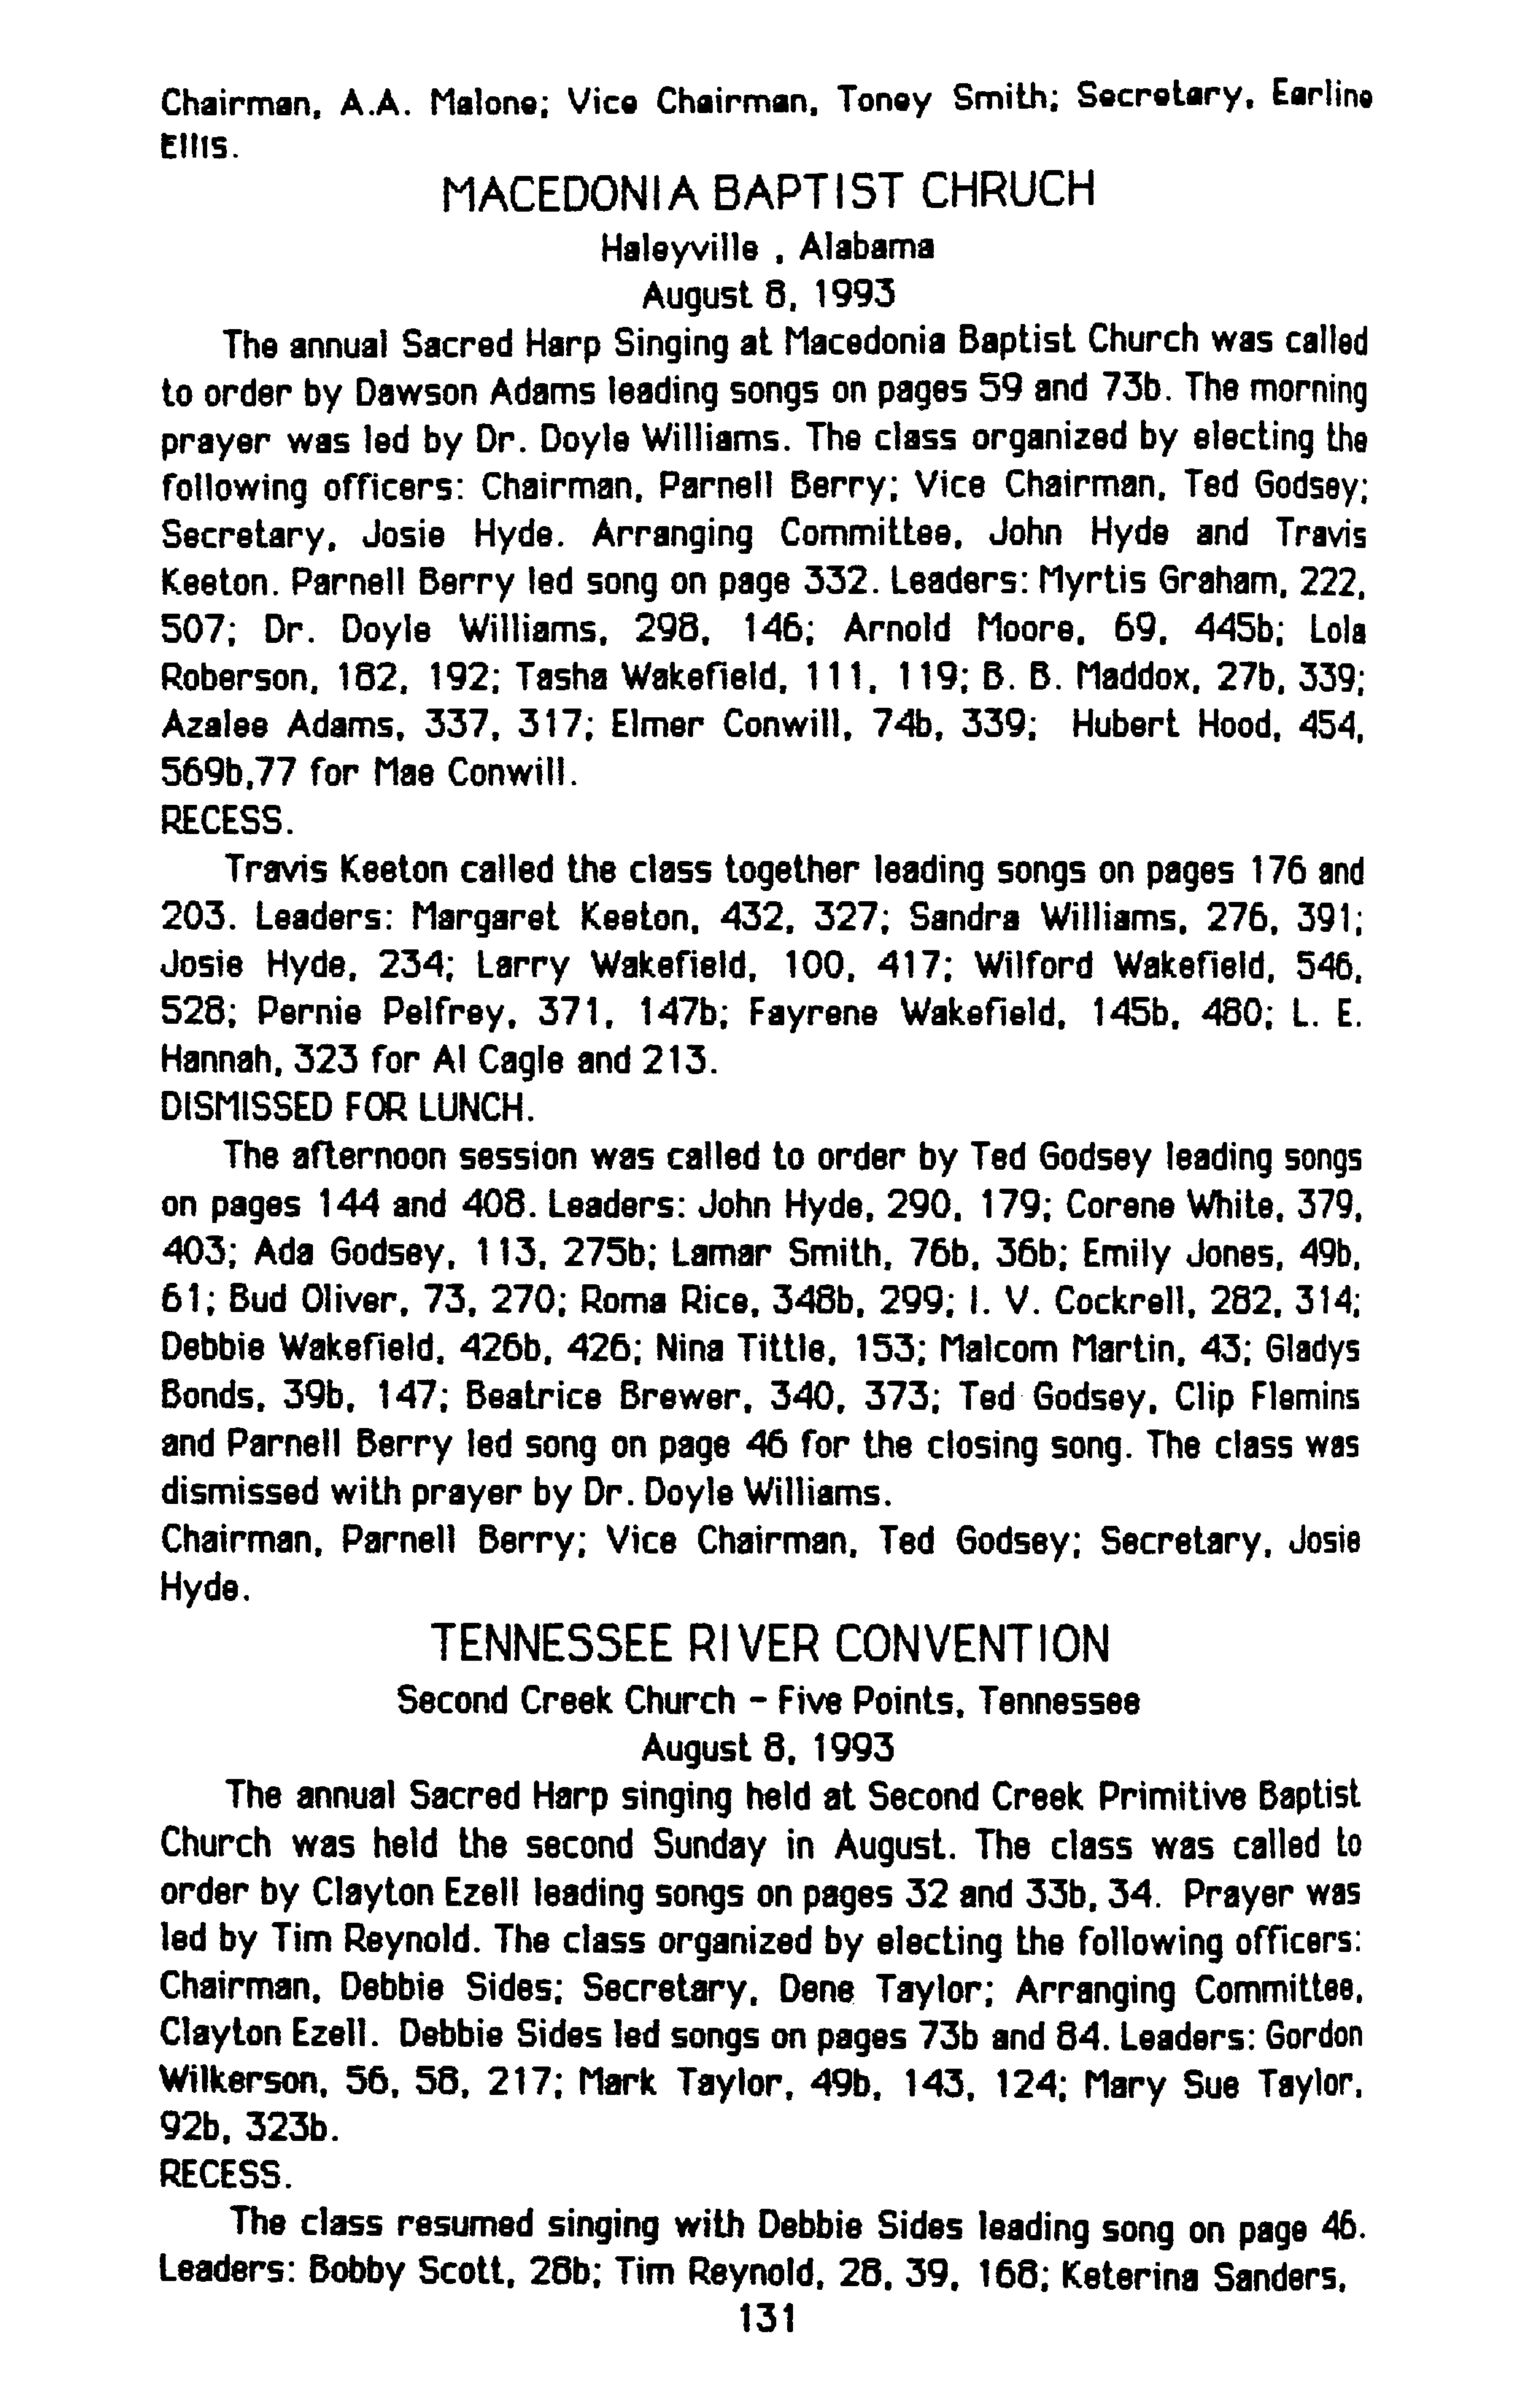 Chairman, A.A. Malone; Vice Chairman, Toney Smith; Secretary, Earline
Ellis.
MACEDONIA BAPTIST CHRUCH
Haleyville , Alabama
August 8, 1993
The annual Sacred Harp Singing at Macedonia Baptist Church was called
to order by Dawson Adams leading songs on pages 59 and 73b. The morning
prayer was led by Dr. Doyle Williams. The class organized by electing the
following officers: Chairman, Parnell Berry; Vice Chairman, Ted Godsey;
Secretary, Josie Hyde. Arranging Committee, John Hyde and Travis
Keeton. Parnell Berry led song on page 332. Leaders: Myrtis Graham, 222,
507; Dr. Doyle Williams, 298, 146; Arnold Moore, 69, 445b; Lola
Roberson, 182, 192; Tasha Wakefield, 111, 119; B. B. Maddox, 27b, 339;
Azalee Adams, 337, 317; Elmer Conwill, 74b, 339; Hubert Hood, 454,
569b,77 for Mae Conwill.
RECESS.
Travis Keeton called the class together leading songs on pages 176 and
203. Leaders: Margaret Keeton, 432, 327; Sandra Williams, 276, 391;
Josie Hyde, 234; Larry Wakefield, 100, 417; Wilford Wakefield, 546,
528; Pernie Pelfrey, 371, 147b; Fayrene Wakefield, 145b, 480; L. E.
Hannah, 323 for Al Cagle and 213.
DISMISSED FOR LUNCH.
The afternoon session was called to order by Ted Godsey leading songs
on pages 144 and 408. Leaders: John Hyde, 290, 179; Corene White, 379,
403; Ada Godsey, 113, 275b; Lamar Smith, 76b, 36b; Emily Jones, 49b,
61; Bud Oliver, 73, 270; Roma Rice, 348b, 299; I. V. Cockrell, 282, 314;
Debbie Wakefield, 426b, 426; Nina Tittle, 153; Malcom Martin, 43; Gladys
Bonds, 39b, 147; Beatrice Brewer, 340, 373; Ted Godsey, Clip Flemins
and Parnell Berry led song on page 46 for the closing song. The class was
dismissed with prayer by Dr. Doyle Williams.
Chairman, Parnell Berry; Vice Chairman, Ted Godsey; Secretary, Josie
Hyde.
TENNESSEE RIVER CONVENTION
Second Creek Church - Five Points, Tennessee
August 8, 1993
The annual Sacred Harp singing held at Second Creek Primitive Baptist
Church was held the second Sunday in August. The class was called to
order by Clayton Ezell leading songs on pages 32 and 33b, 34. Prayer was
led by Tim Reynold. The class organized by electing the following officers:
Chairman, Debbie Sides; Secretary, Dene Taylor; Arranging Committee,
Clayton Ezell. Debbie Sides led songs on pages 73b and 84. Leaders: Gordon
Wilkerson, 56, 58, 217; Mark Taylor, 49b, 143, 124; Mary Sue Taylor,
92b, 323b.
RECESS.
The class resumed singing with Debbie Sides leading song on page 46.
Leaders: Bobby Scott, 28b; Tim Reynold, 28, 39, 168; Keterina Sanders,
131